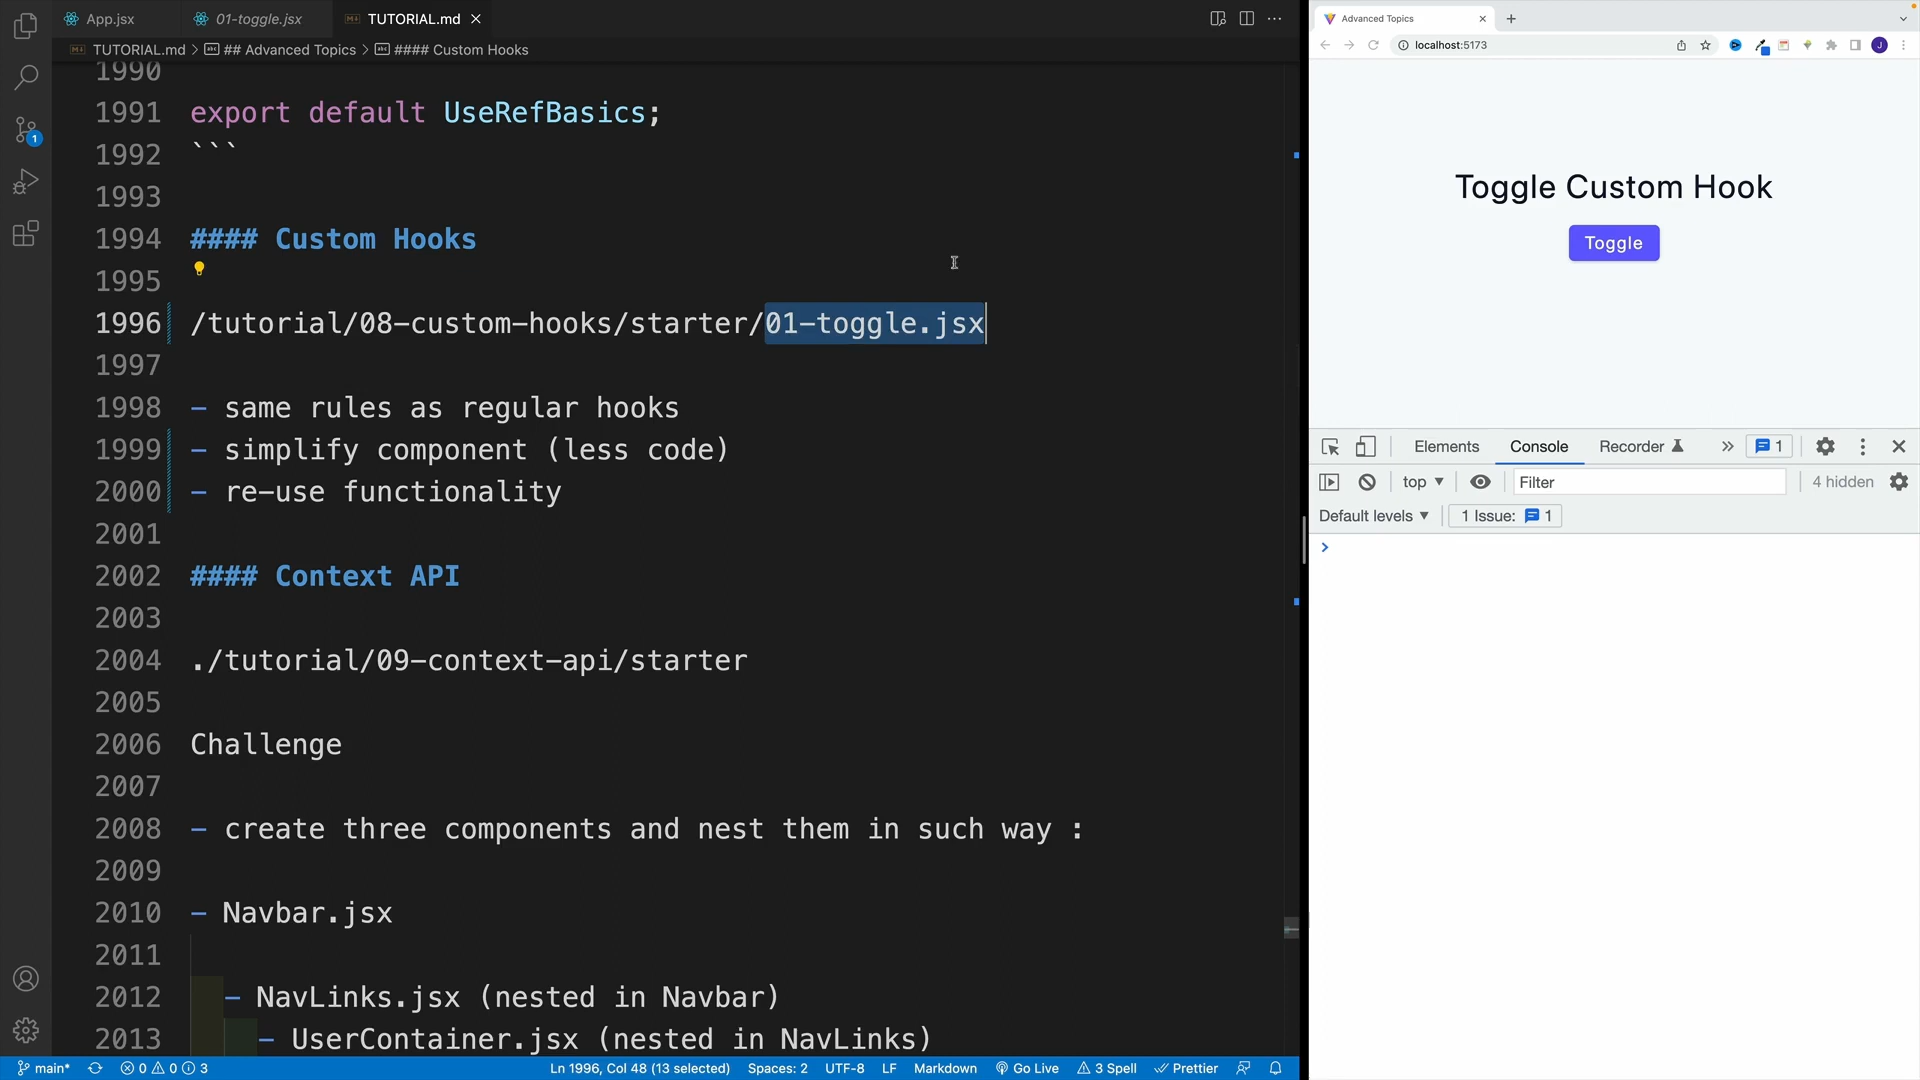 App.jsx
01-toggle.jsx
TUTORIAL.md
TUTORIAL.md > ## Advanced Topics > #### Custom Hooks
1990
1991 export default UseRefBasics;
1992 ```
1993
1994 #### Custom Hooks
1995
1996 /tutorial/08-custom-hooks/starter/01-toggle.jsx
1997
1998 - same rules as regular hooks
1999 - simplify component (less code)
2000 - re-use functionality
2001
2002 #### Context API
2003
2004 ./tutorial/09-context-api/starter
2005
2006 Challenge
2007
2008 - create three components and nest them in such way :
2009
2010 - Navbar.jsx
2011
2012 - NavLinks.jsx (nested in Navbar)
2013 - UserContainer.jsx (nested in NavLinks)
1
main* 0 0 3 Ln 1996, Col 48 (13 selected) Spaces: 2 UTF-8 LF Markdown Go Live 3 Spell Prettier
Advanced Topics
localhost:5173
J
Toggle Custom Hook
Toggle
Elements Console Recorder 1
top Filter 4 hidden
Default levels 1 Issue: 1